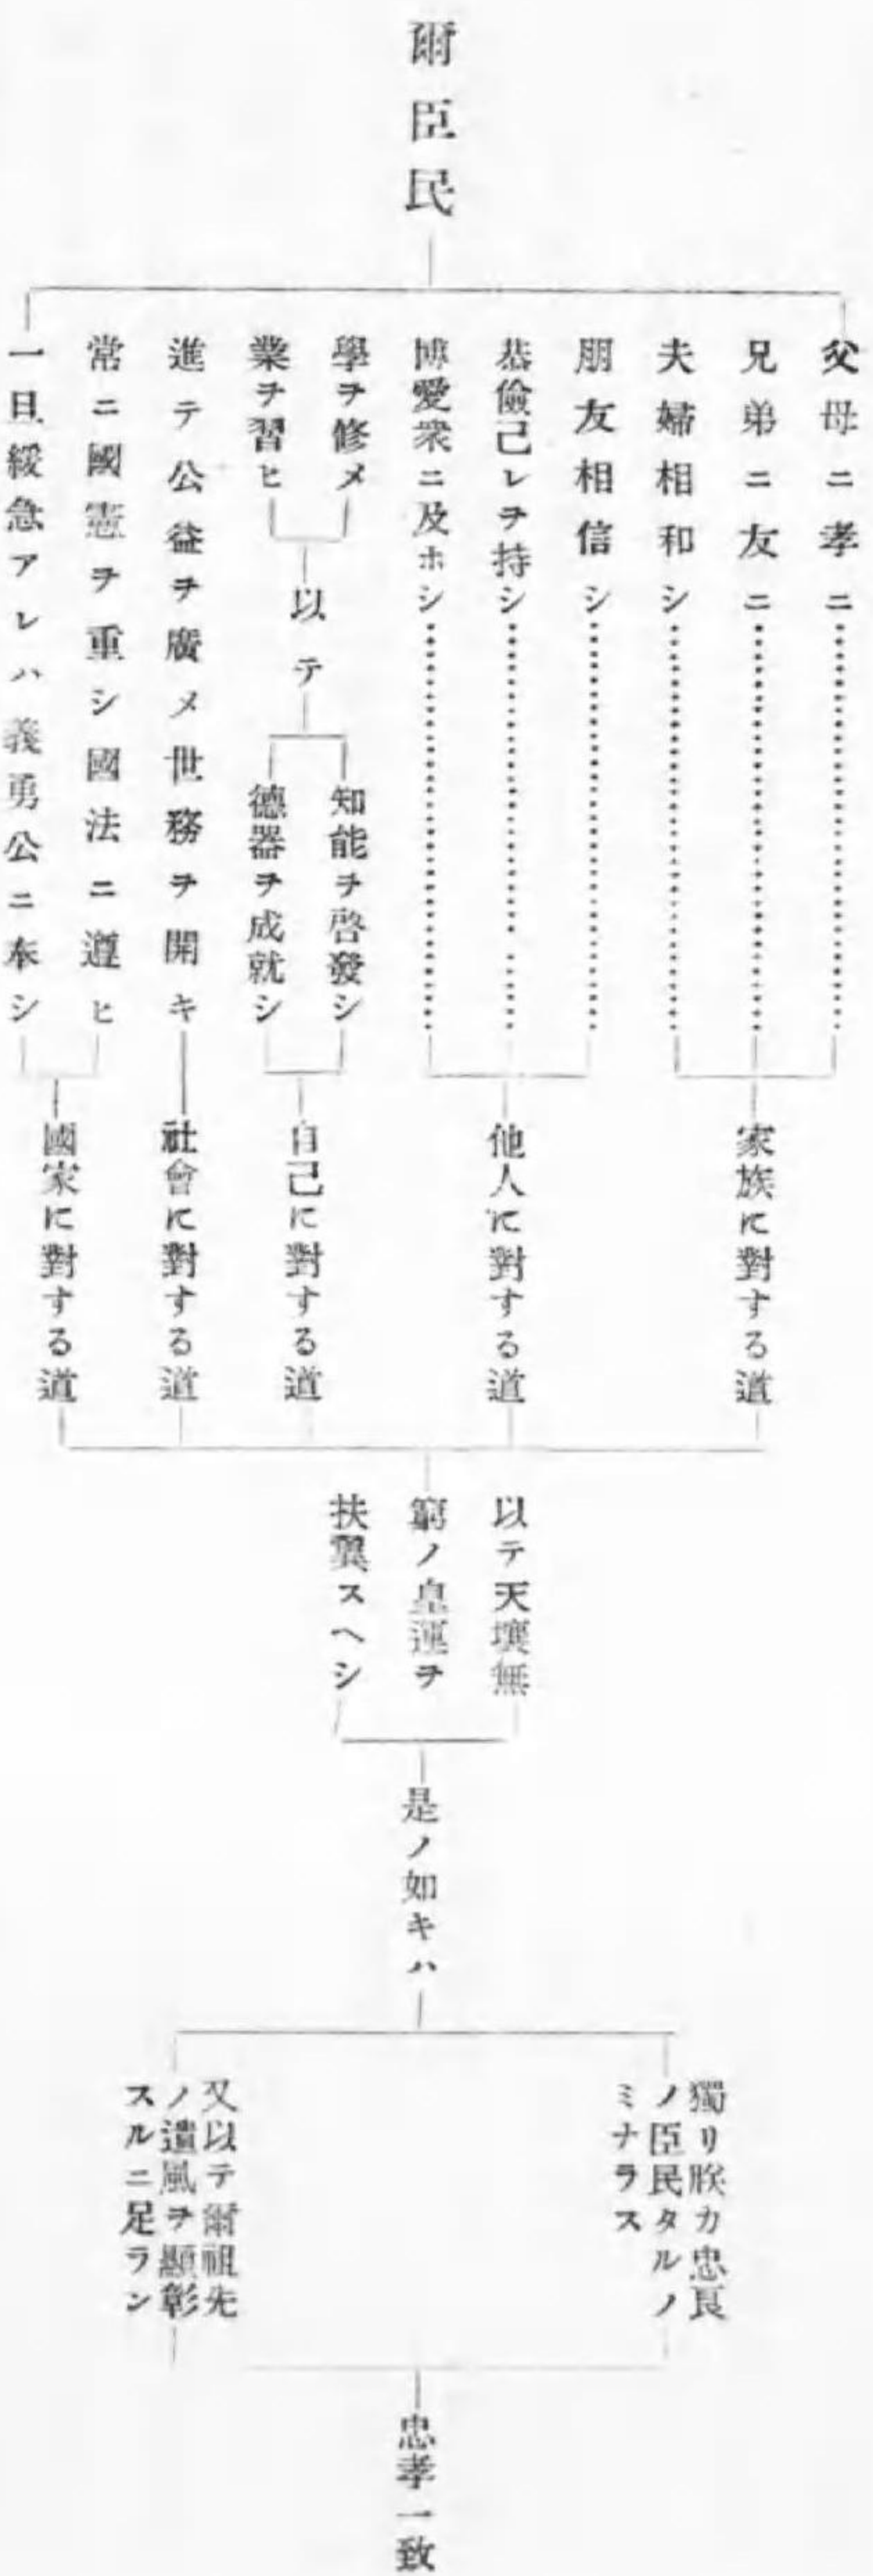 爾臣民
父母ニ孝ニ
兄弟ニ友ニ
夫婦相和シ
朋友相信シ
恭儉己レヲ持シ
博愛衆ニ及ホシ
學ヲ修メ
業ヲ習ヒ
以テ
知能ヲ啓發シ
德器ヲ成就シ
進テ公益ヲ廣メ世務ヲ開キ
常ニ國憲ヲ重シ國法ニ遵ヒ
一旦緩急アレハ義勇公ニ奉シ
家族に對する道
他人に對する道
自己に對する道
社會に對する道
國家に對する道
以テ天壤無
窮ノ皇運ヲ
扶翼スヘシ
是ノ如キハ
獨リ朕カ忠良
ノ臣民タルノ
ミナラス
又以テ爾祖先
ノ遺風ヲ顯彰
スルニ足ラン
忠孝一致